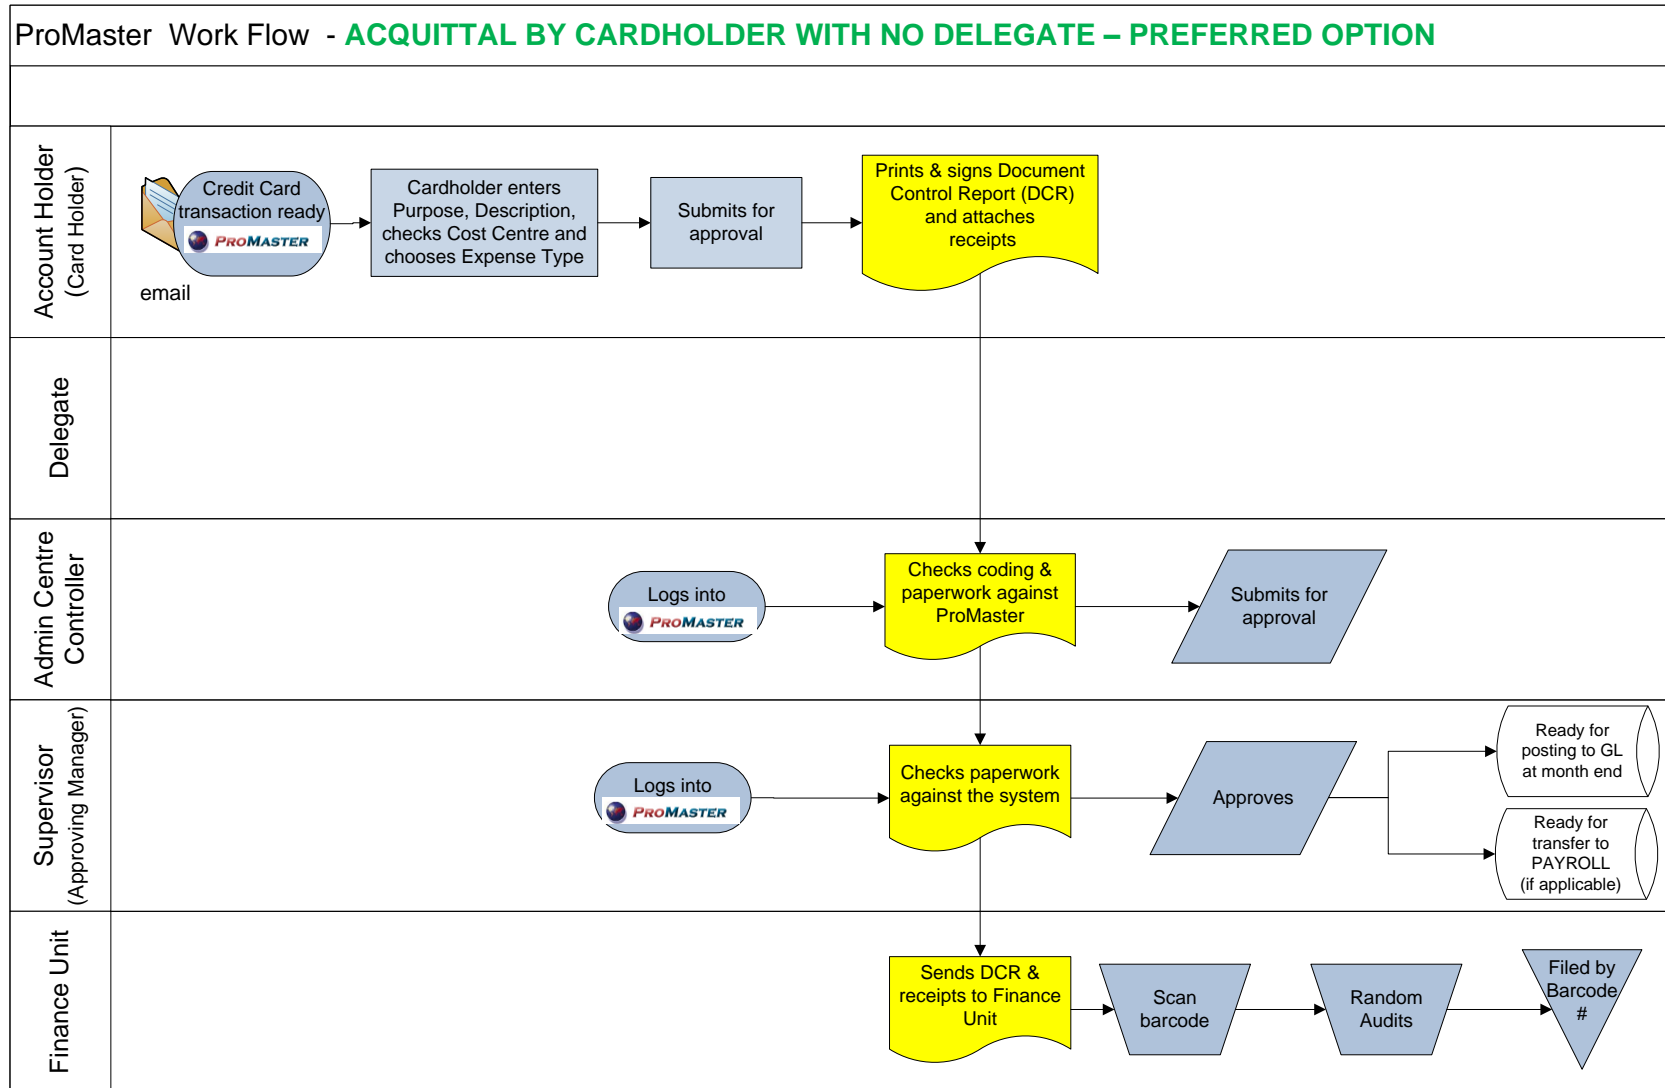 ProMaster Work Flow - ACQUITTAL BY CARDHOLDER WITH NO DELEGATE – PREFERRED OPTION
Account Holder
(Card Holder)
Credit Card
transaction ready
PROMASTER
email
Cardholder enters
Purpose, Description,
checks Cost Centre and
chooses Expense Type
Submits for
approval
Prints & signs Document
Control Report (DCR)
and attaches
receipts
Delegate
Admin Centre
Controller
Logs into
PROMASTER
Checks coding &
paperwork against
ProMaster
Submits for
approval
Supervisor
(Approving Manager)
Logs into
PROMASTER
Checks paperwork
against the system
Approves
Ready for
posting to GL
at month end
Ready for
transfer to
PAYROLL
(if applicable)
Finance Unit
Sends DCR &
receipts to Finance
Unit
Scan
barcode
Random
Audits
Filed by
Barcode
#